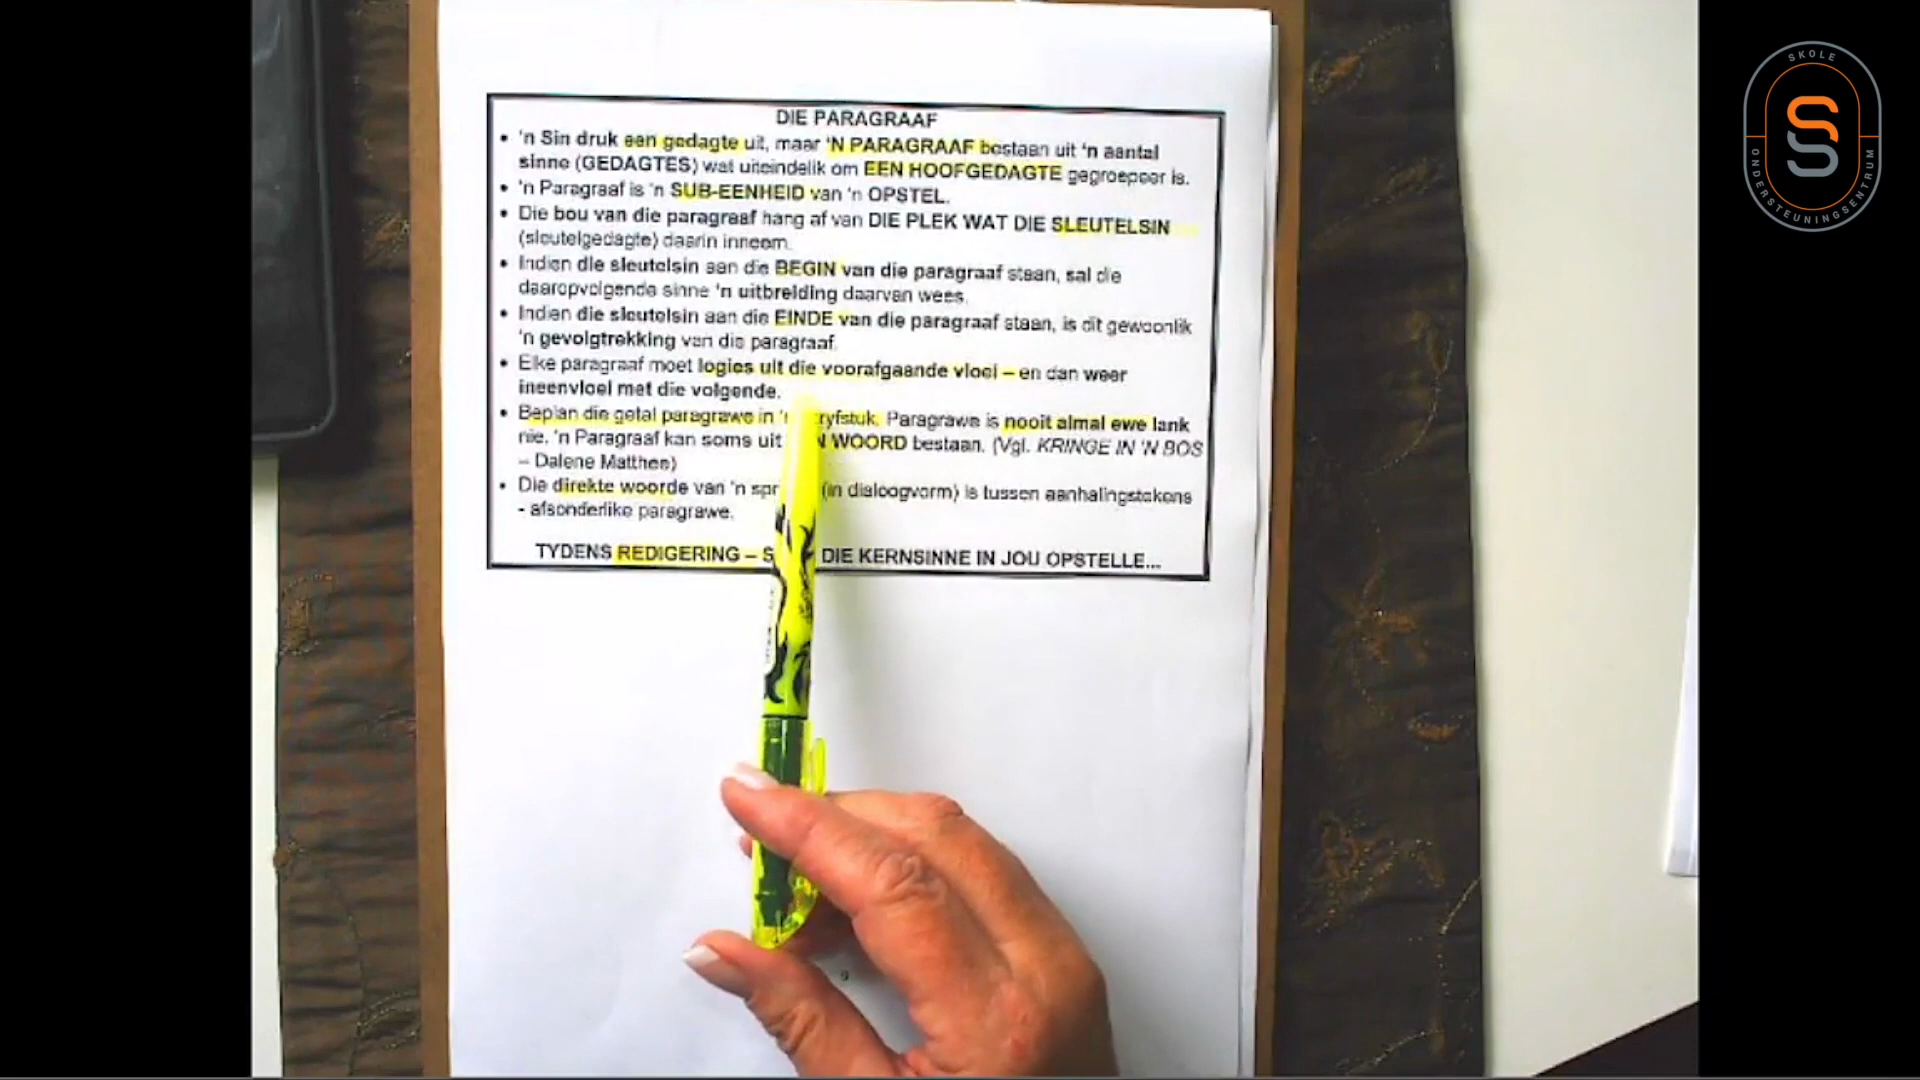 DIE PARAGRAAF
• 'n Sin druk een gedagte uit, maar 'N PARAGRAAF bestaan uit 'n aantal
sinne (GEDAGTES) wat uiteindelik om EEN HOOFGEDAGTE gegroepeer is.
• 'n Paragraaf is 'n SUB-EENHEID van 'n OPSTEL.
• Die bou van die paragraaf hang af van DIE PLEK WAT DIE SLEUTELSIN
(sleutelgedagte) daarin inneem.
• Indien die sleutelsin aan die BEGIN van die paragraaf staan, sal die
daaropvolgende sinne 'n uitbreiding daarvan wees.
• Indien die sleutelsin aan die EINDE van die paragraaf staan, is dit gewoonlik
'n gevolgtrekking van die paragraaf.
• Elke paragraaf moet logies uit die voorafgaande vloei – en dan weer
ineenvloei met die volgende.
• Beplan die getal paragrawe in 'n ryfstuk. Paragrawe is nooit almal ewe lank
nie. 'n Paragraaf kan soms uit N WOORD bestaan. (Vgl. KRINGE IN 'N BOS
– Dalene Matthee)
• Die direkte woorde van 'n spr (in dialoogvorm) is tussen aanhalingstekens
- afsonderlike paragrawe.
TYDENS REDIGERING – S DIE KERNSINNE IN JOU OPSTELLE...
9
SKOLE
SS
ONDERSTEUNINGSENTRUM